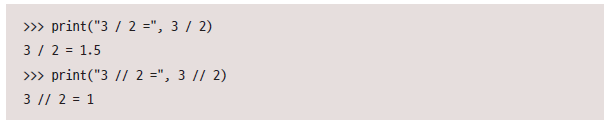 >>> print("3 / 2 =", 3 / 2)
3 / 2 = 1.5
>>> print("3 // 2 =", 3 // 2)
3 // 2 = 1